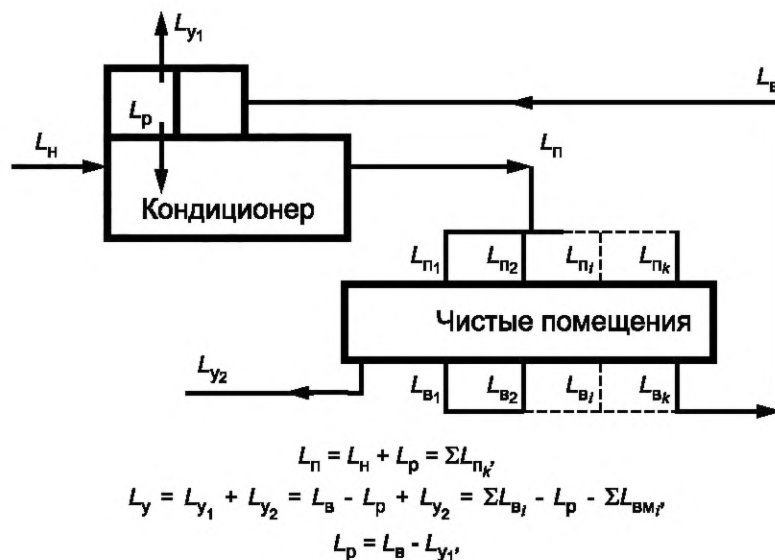 Lу₁
Lв
Lр
Lн
Lп
Кондиционер
Lп₁ Lп₂ Lпᵢ Lпₖ
Чистые помещения
Lу₂
Lв₁ Lв₂ Lвᵢ Lвₖ
Lп = Lн + Lр = ΣLпₖ,
Lу = Lу₁ + Lу₂ = Lв - Lр + Lу₂ = ΣLвᵢ - Lр - ΣLвмᵢ,
Lр = Lв - Lу₁,